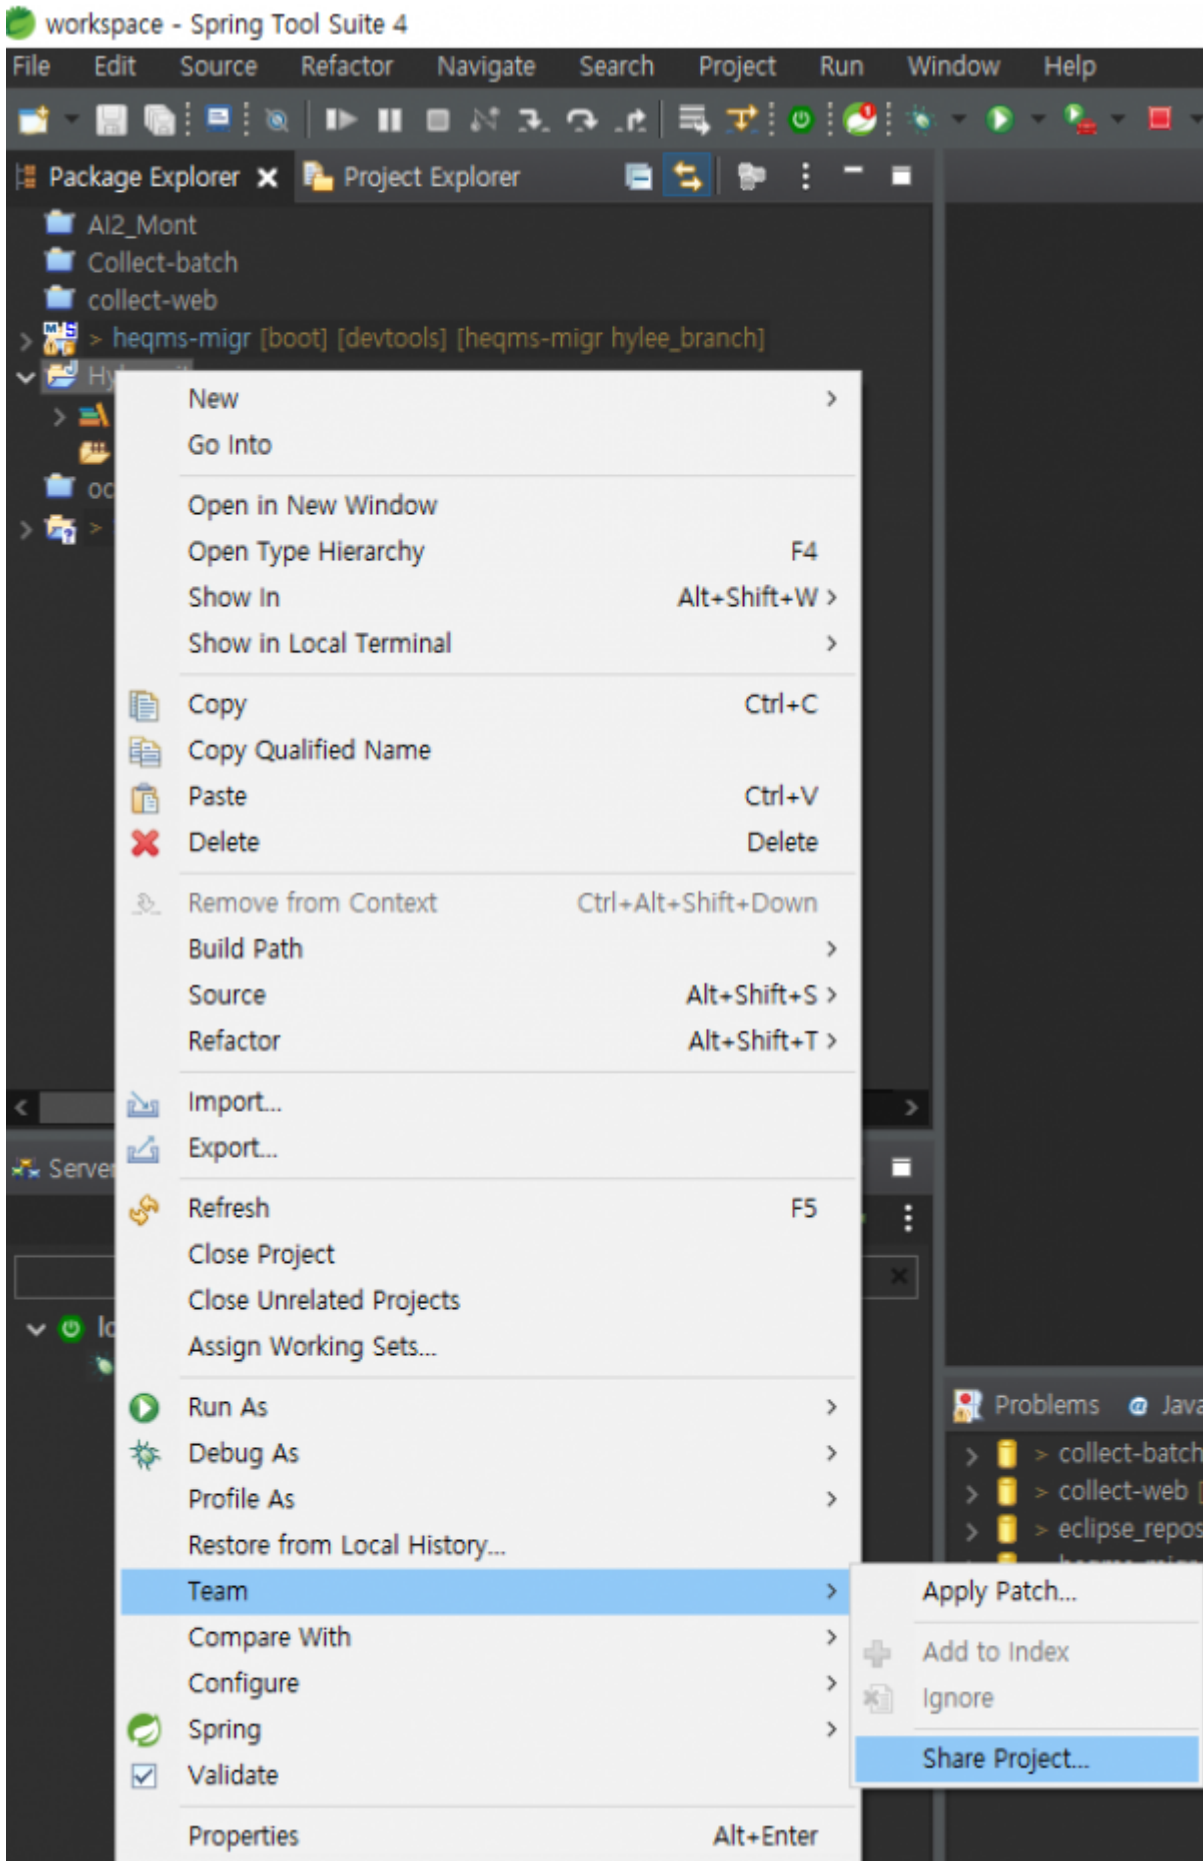 workspace - Spring Tool Suite 4
File Edit Source Refactor Navigate Search Project Run Window Help
Package Explorer Project Explorer
AI2_Mont
Collect-batch
collect-web
> heqms-migr [boot] [devtools] [heqms-migr hylee_branch]
New
Go Into
Open in New Window
Open Type Hierarchy F4
Show In Alt+Shift+W
Show in Local Terminal
Copy Ctrl+C
Copy Qualified Name
Paste Ctrl+V
Delete Delete
Remove from Context Ctrl+Alt+Shift+Down
Build Path
Source Alt+Shift+S
Refactor Alt+Shift+T
Import...
Export...
Refresh F5
Close Project
Close Unrelated Projects
Assign Working Sets...
Run As
Debug As
Profile As
Restore from Local History...
Team
Compare With
Configure
Spring
Validate
Properties Alt+Enter
Apply Patch...
Add to Index
Ignore
Share Project...
Problems @ Java
> collect-batch
> collect-web
> eclipse_repos